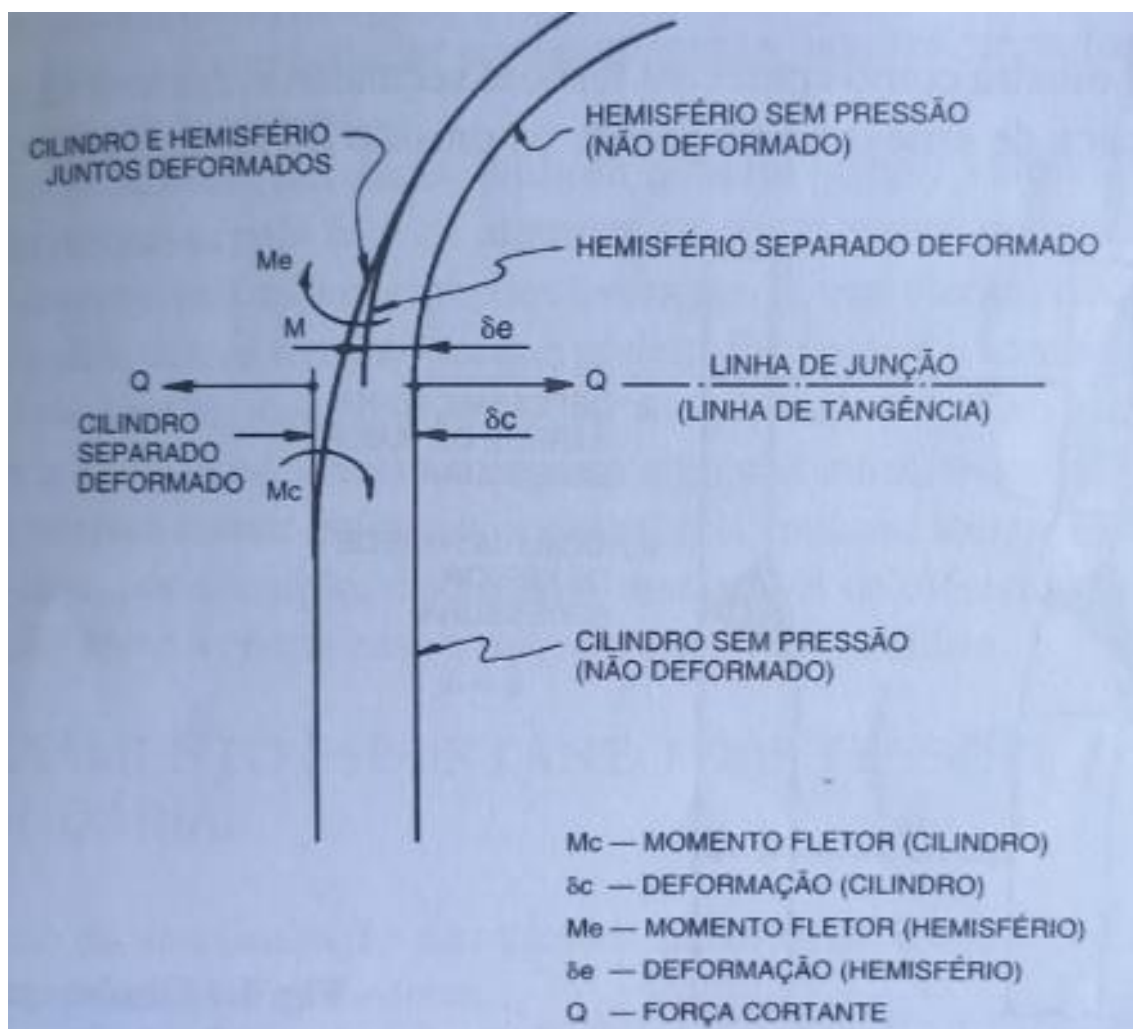 HEMISFÉRIO SEM PRESSÃO
(NÃO DEFORMADO)
CILINDRO E HEMISFÉRIO
JUNTOS DEFORMADOS
HEMISFÉRIO SEPARADO DEFORMADO
Me
M
δe
Q
Q
LINHA DE JUNÇÃO
(LINHA DE TANGÊNCIA)
δc
CILINDRO
SEPARADO
DEFORMADO
Mc
CILINDRO SEM PRESSÃO
(NÃO DEFORMADO)
Mc — MOMENTO FLETOR (CILINDRO)
δc — DEFORMAÇÃO (CILINDRO)
Me — MOMENTO FLETOR (HEMISFÉRIO)
δe — DEFORMAÇÃO (HEMISFÉRIO)
Q — FORÇA CORTANTE